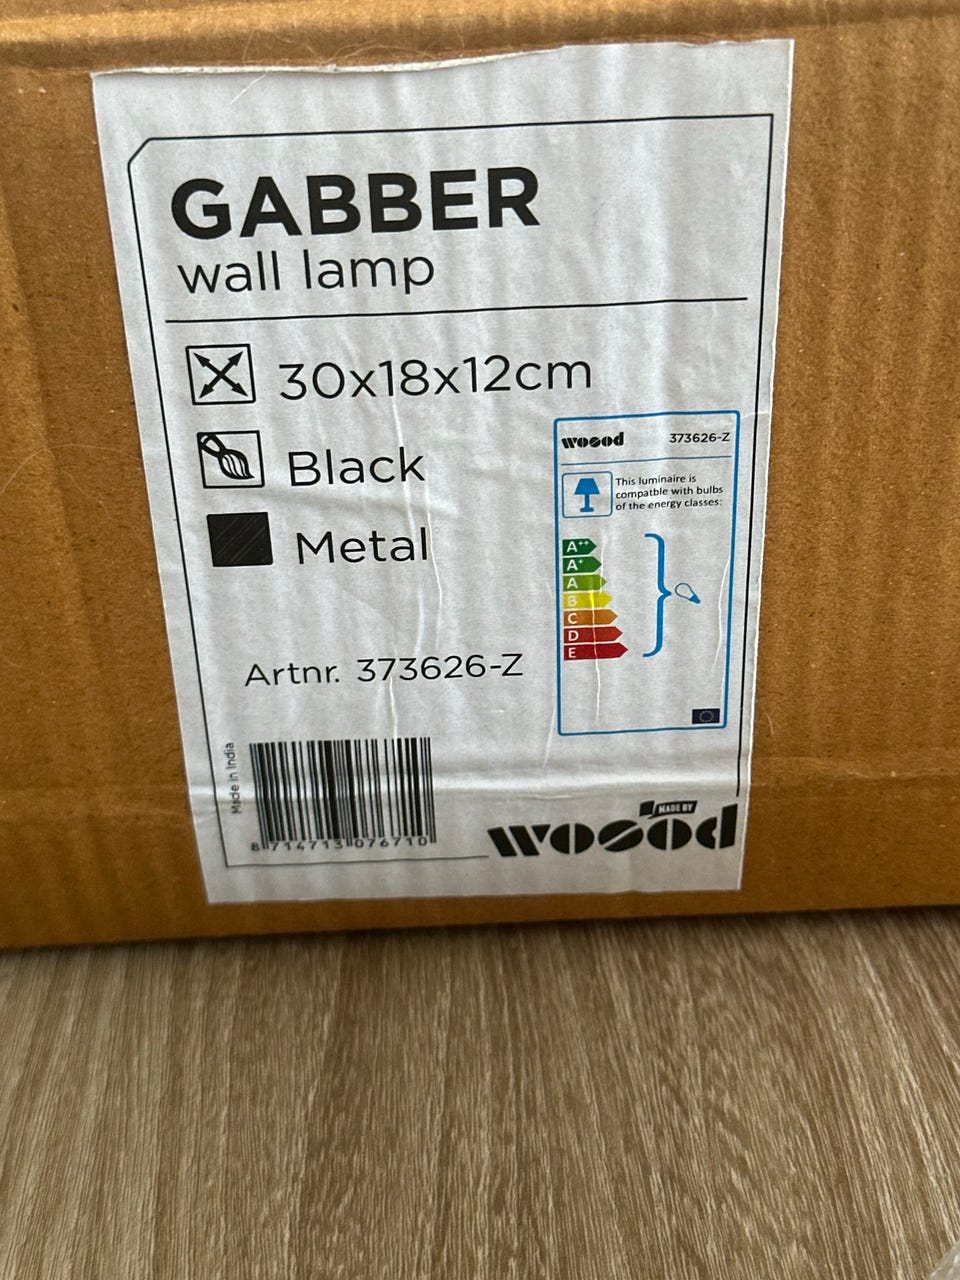 GABBER
wall lamp
30x18x12cm
Black
Metal
woood 373626-Z
This luminaire is
compatble with bulbs
of the energy classes:
A++
A+
A
B
C
D
E
Artnr. 373626-Z
Made in India
8 714713 076710
MADE BY
woood